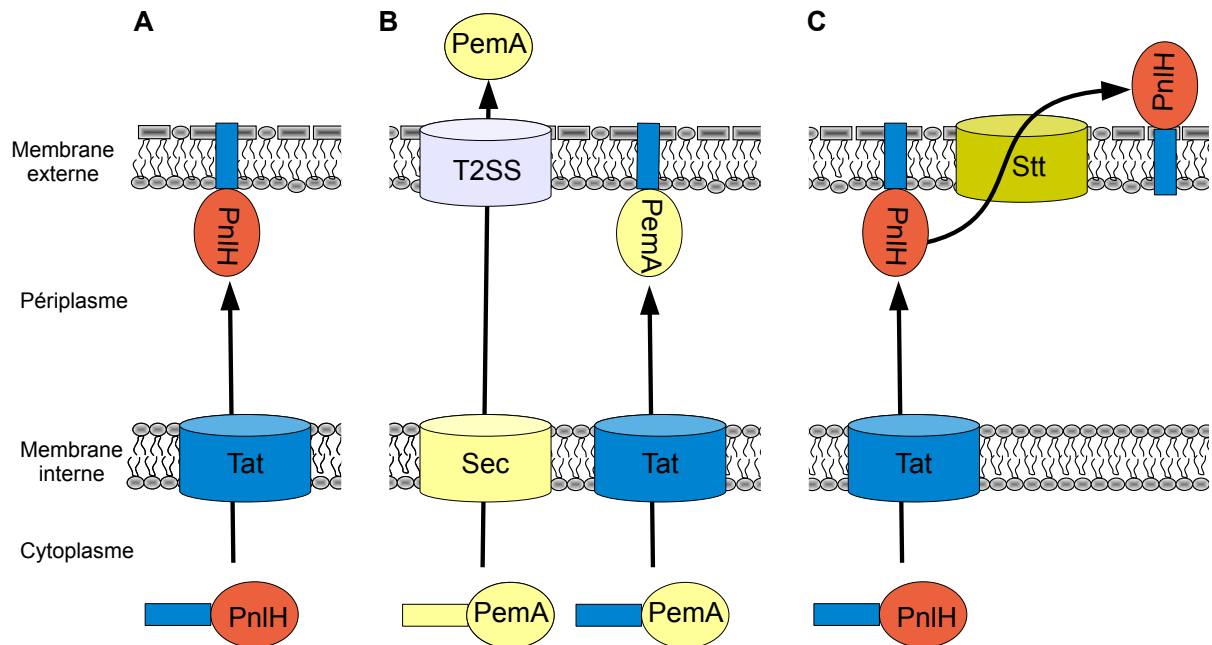 A
B
C
PemA
PnlH
Membrane
externe
T2SS
Stt
PnlH
PemA
PnlH
Périplasme
Membrane
interne
Tat
Sec
Tat
Tat
Cytoplasme
PnlH
PemA
PemA
PnlH